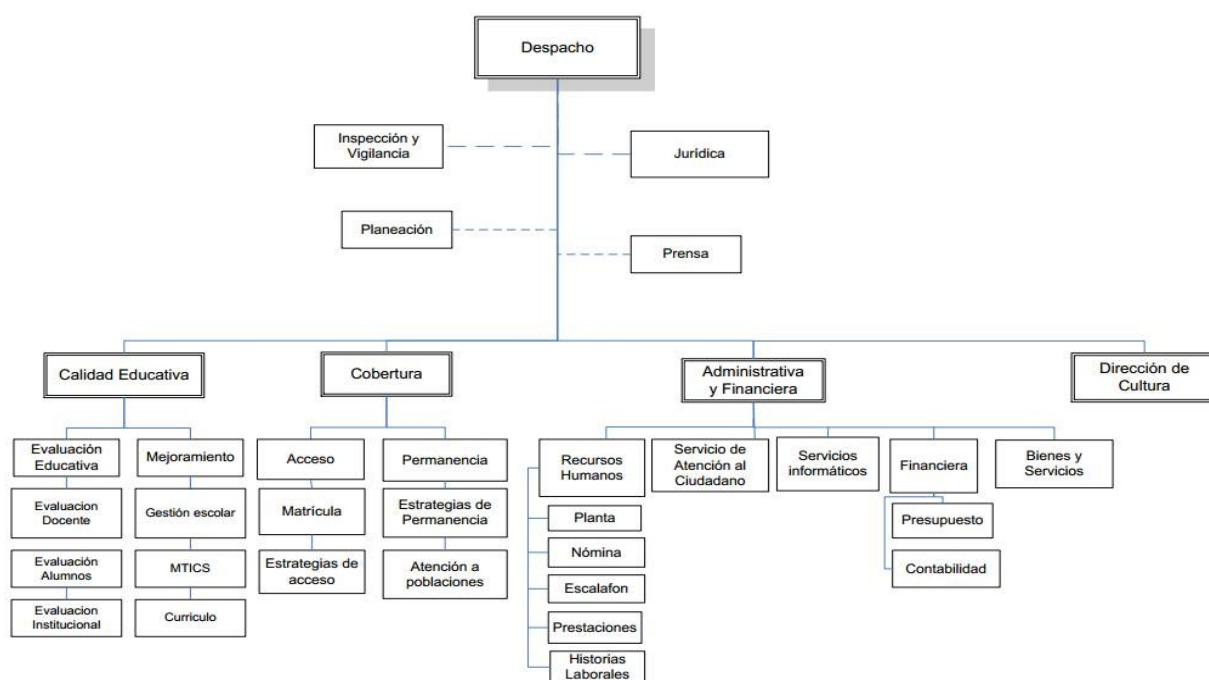 Despacho
Inspección y
Vigilancia
Jurídica
Planeación
Prensa
Calidad Educativa
Cobertura
Administrativa
y Financiera
Dirección de
Cultura
Evaluación
Educativa
Mejoramiento
Acceso
Permanencia
Recursos
Humanos
Servicio de
Atención al
Ciudadano
Servicios
informáticos
Financiera
Bienes y
Servicios
Evaluacion
Docente
Gestión escolar
Matrícula
Estrategias de
Permanencia
Planta
Presupuesto
Evaluación
Alumnos
MTICS
Estrategias de
acceso
Atención a
poblaciones
Nómina
Contabilidad
Escalafon
Evaluacion
Institucional
Curriculo
Prestaciones
Historias
Laborales